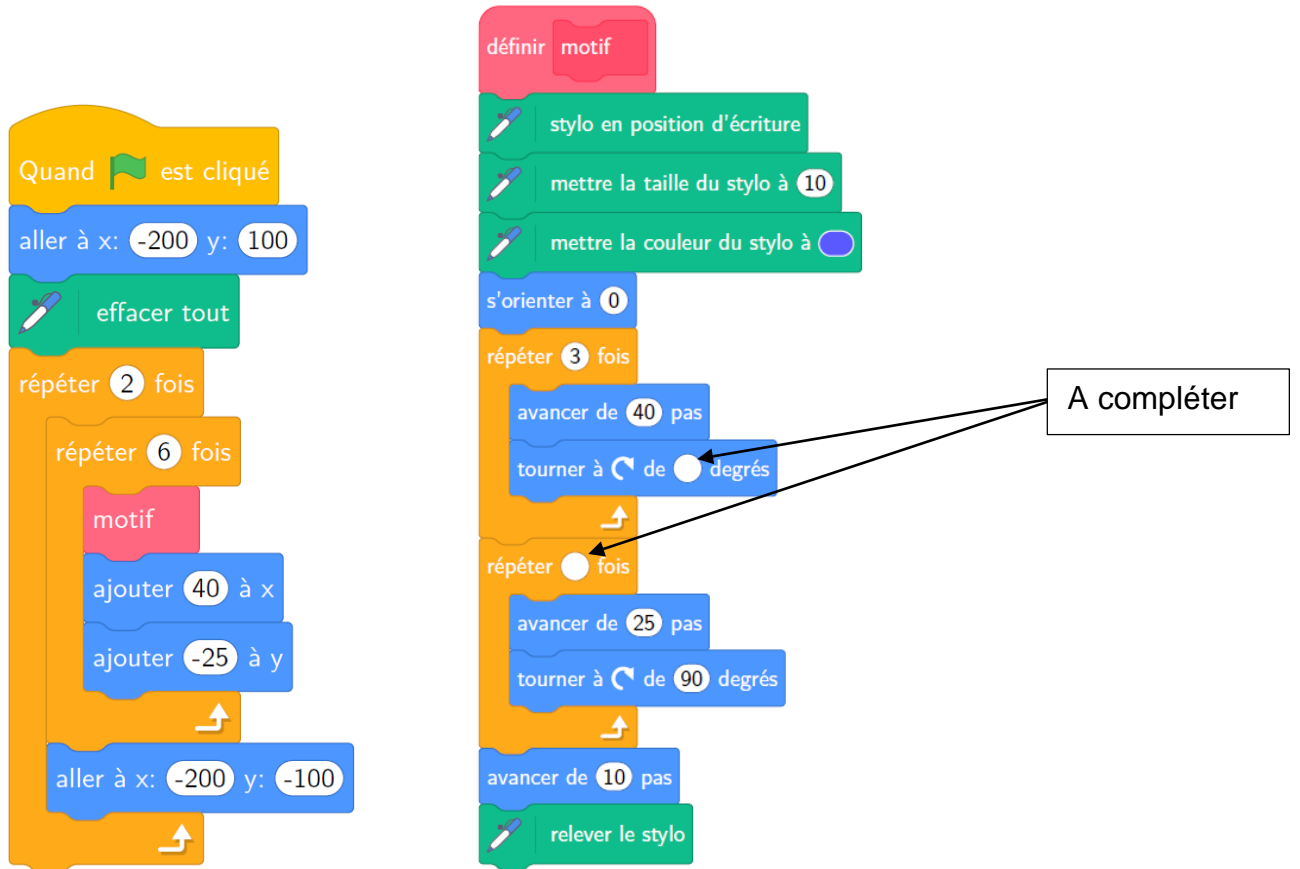 Quand est cliqué
aller à x: -200 y: 100
effacer tout
répéter 2 fois
répéter 6 fois
motif
ajouter 40 à x
ajouter -25 à y
aller à x: -200 y: -100
définir motif
stylo en position d'écriture
mettre la taille du stylo à 10
mettre la couleur du stylo à
s'orienter à 0
répéter 3 fois
avancer de 40 pas
tourner à de degrés
répéter fois
avancer de 25 pas
tourner à de 90 degrés
avancer de 10 pas
relever le stylo
A compléter